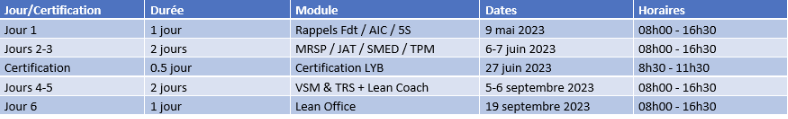 Jour/Certification Durée Module Dates Horaires
Jour 1 1 jour Rappels Fdt / AIC / 5S 9 mai 2023 08h00 - 16h30
Jours 2-3 2 jours MRSP / JAT / SMED / TPM 6-7 juin 2023 08h00 - 16h30
Certification 0.5 jour Certification LYB 27 juin 2023 8h30 - 11h30
Jours 4-5 2 jours VSM & TRS + Lean Coach 5-6 septembre 2023 08h00 - 16h30
Jour 6 1 jour Lean Office 19 septembre 2023 08h00 - 16h30